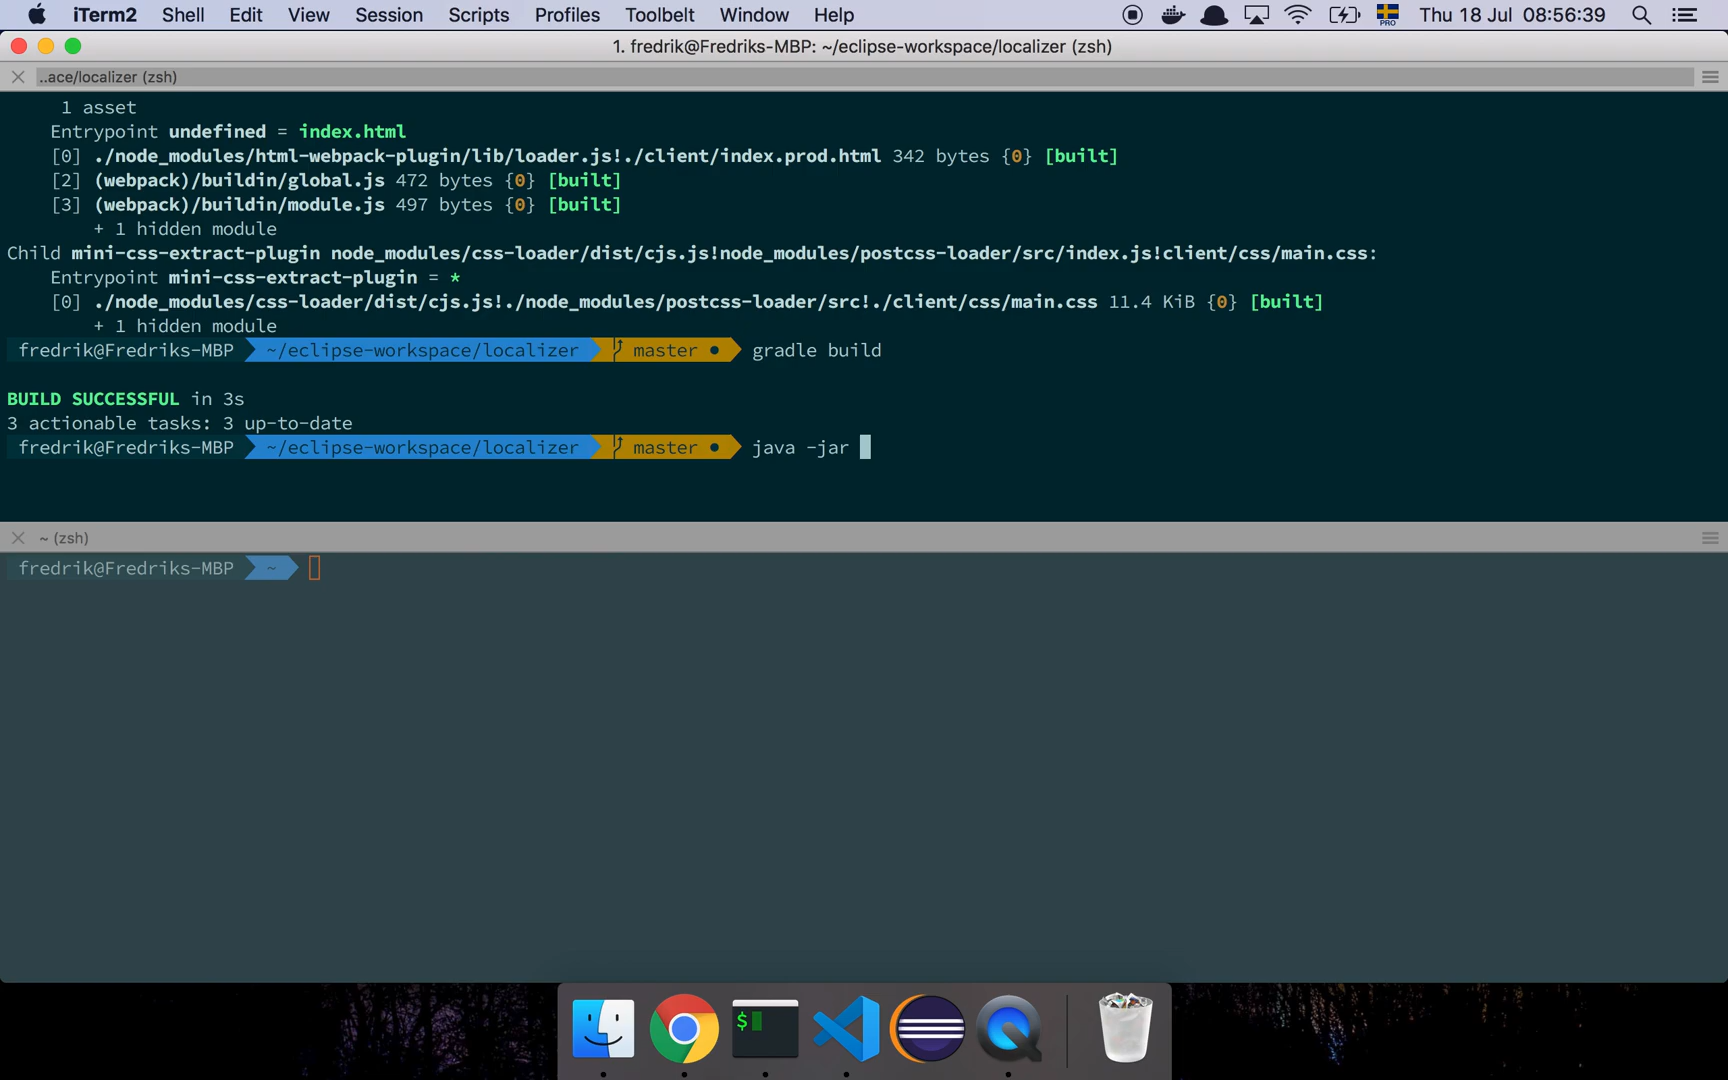 iTerm2 Shell Edit View Session Scripts Profiles Toolbelt Window Help PRO Thu 18 Jul 08:56:39
1. fredrik@Fredriks-MBP: ~/eclipse-workspace/localizer (zsh)
..ace/localizer (zsh)
1 asset
Entrypoint undefined = index.html
[0] ./node_modules/html-webpack-plugin/lib/loader.js!./client/index.prod.html 342 bytes {0} [built]
[2] (webpack)/buildin/global.js 472 bytes {0} [built]
[3] (webpack)/buildin/module.js 497 bytes {0} [built]
+ 1 hidden module
Child mini-css-extract-plugin node_modules/css-loader/dist/cjs.js!node_modules/postcss-loader/src/index.js!client/css/main.css:
Entrypoint mini-css-extract-plugin = *
[0] ./node_modules/css-loader/dist/cjs.js!./node_modules/postcss-loader/src!./client/css/main.css 11.4 KiB {0} [built]
+ 1 hidden module
fredrik@Fredriks-MBP ~/eclipse-workspace/localizer master ● gradle build
BUILD SUCCESSFUL in 3s
3 actionable tasks: 3 up-to-date
fredrik@Fredriks-MBP ~/eclipse-workspace/localizer master ● java -jar
~ (zsh)
fredrik@Fredriks-MBP ~
$